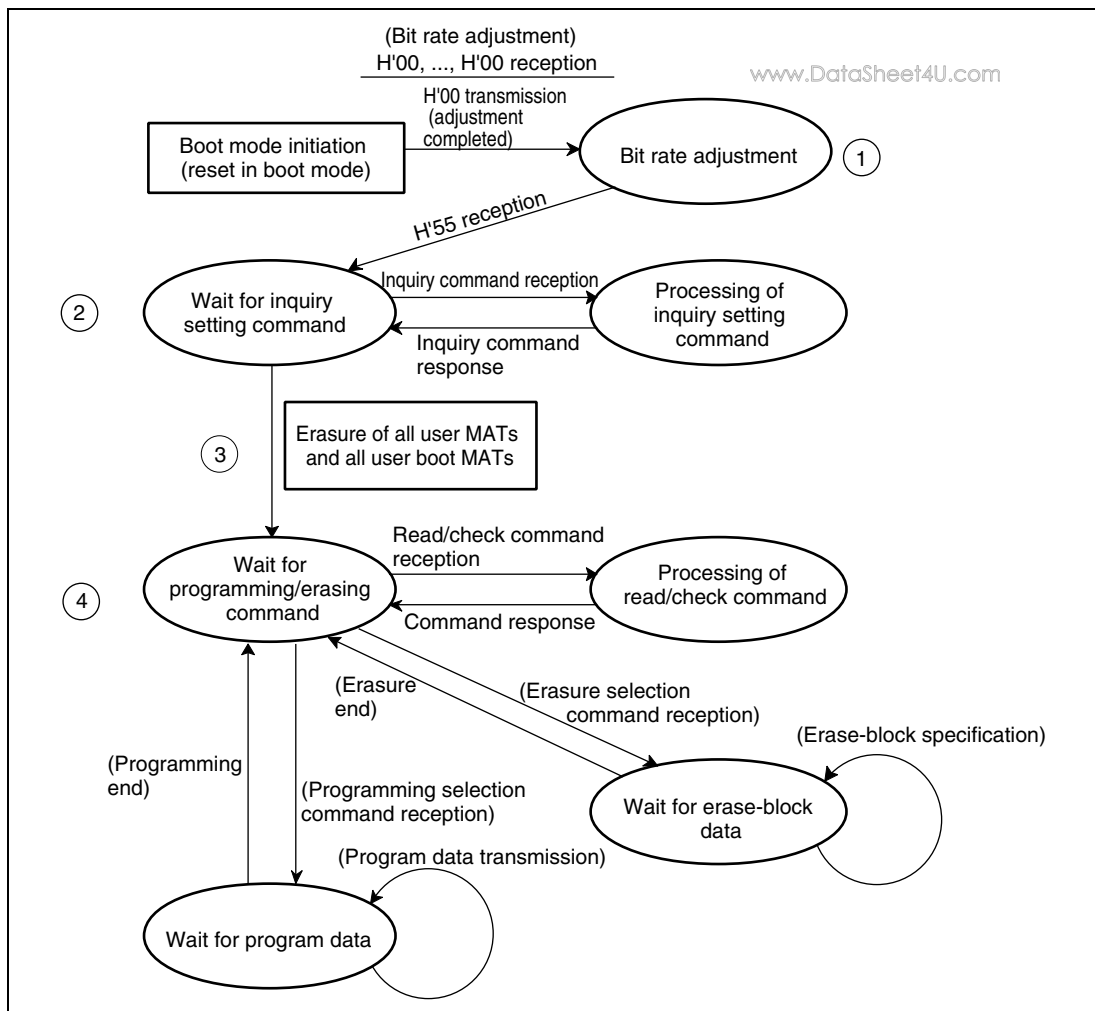 (Bit rate adjustment)
H'00, ..., H'00 reception
www.DataSheet4U.com
H'00 transmission
(adjustment
completed)
Boot mode initiation
(reset in boot mode)
Bit rate adjustment
1
H'55 reception
2
Wait for inquiry
setting command
Inquiry command reception
Inquiry command
response
Processing of
inquiry setting
command
3
Erasure of all user MATs
and all user boot MATs
4
Wait for
programming/erasing
command
Read/check command
reception
Command response
Processing of
read/check command
(Erasure
end)
(Erasure selection
command reception)
(Erase-block specification)
(Programming
end)
(Programming selection
command reception)
Wait for erase-block
data
(Program data transmission)
Wait for program data